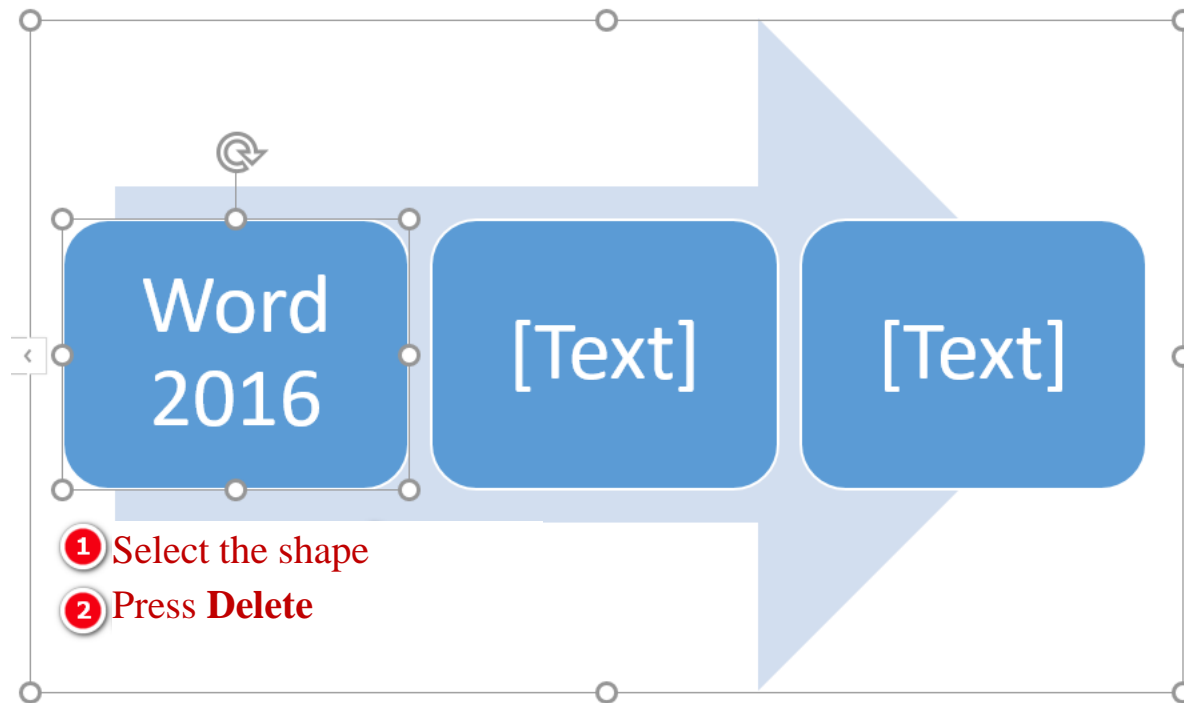 Word
2016
[Text]
[Text]
1 Select the shape
2 Press Delete